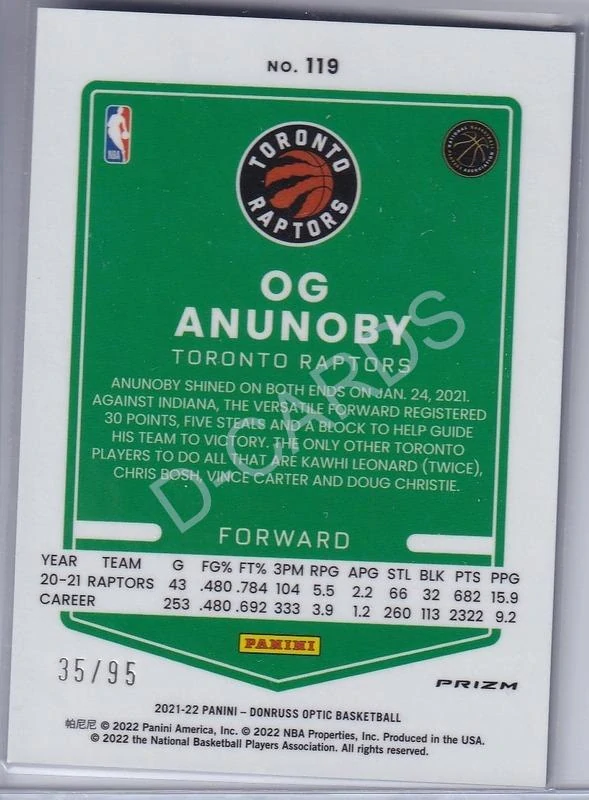 NO. 119
NBA
TORONTO
RAPTORS
NATIONAL BASKETBALL
PLAYERS ASSOCIATION
OG
ANUNOBY
TORONTO RAPTORS
ANUNOBY SHINED ON BOTH ENDS ON JAN. 24, 2021.
AGAINST INDIANA, THE VERSATILE FORWARD REGISTERED
30 POINTS, FIVE STEALS AND A BLOCK TO HELP GUIDE
HIS TEAM TO VICTORY. THE ONLY OTHER TORONTO
PLAYERS TO DO ALL THAT ARE KAWHI LEONARD (TWICE),
CHRIS BOSH, VINCE CARTER AND DOUG CHRISTIE.
D-CARDS
FORWARD
YEAR TEAM G FG% FT% 3PM RPG APG STL BLK PTS PPG
20-21 RAPTORS 43 .480 .784 104 5.5 2.2 66 32 682 15.9
CAREER 253 .480 .692 333 3.9 1.2 260 113 2322 9.2
PANINI
35/95
PRIZM
2021-22 PANINI – DONRUSS OPTIC BASKETBALL
帕尼尼 © 2022 Panini America, Inc. © 2022 NBA Properties, Inc. Produced in the USA.
© 2022 the National Basketball Players Association. All rights reserved.